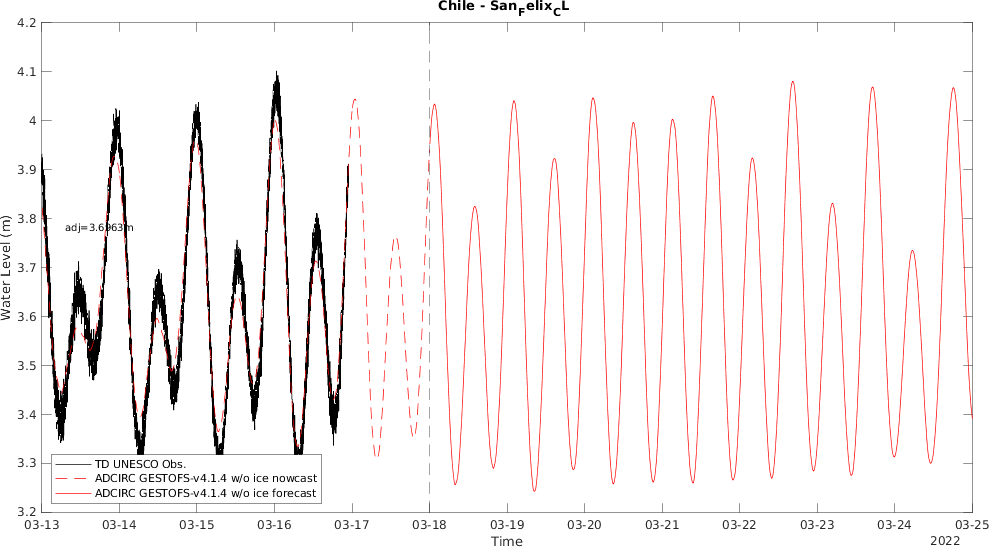 Chile - SanFelixCL
4.2
4.1
4
3.9
3.8
3.7
3.6
3.5
3.4
3.3
3.2
Water Level (m)
adj=3.6963m
TD UNESCO Obs.
ADCIRC GESTOFS-v4.1.4 w/o ice nowcast
ADCIRC GESTOFS-v4.1.4 w/o ice forecast
03-13 03-14 03-15 03-16 03-17 03-18 03-19 03-20 03-21 03-22 03-23 03-24 03-25
Time
2022